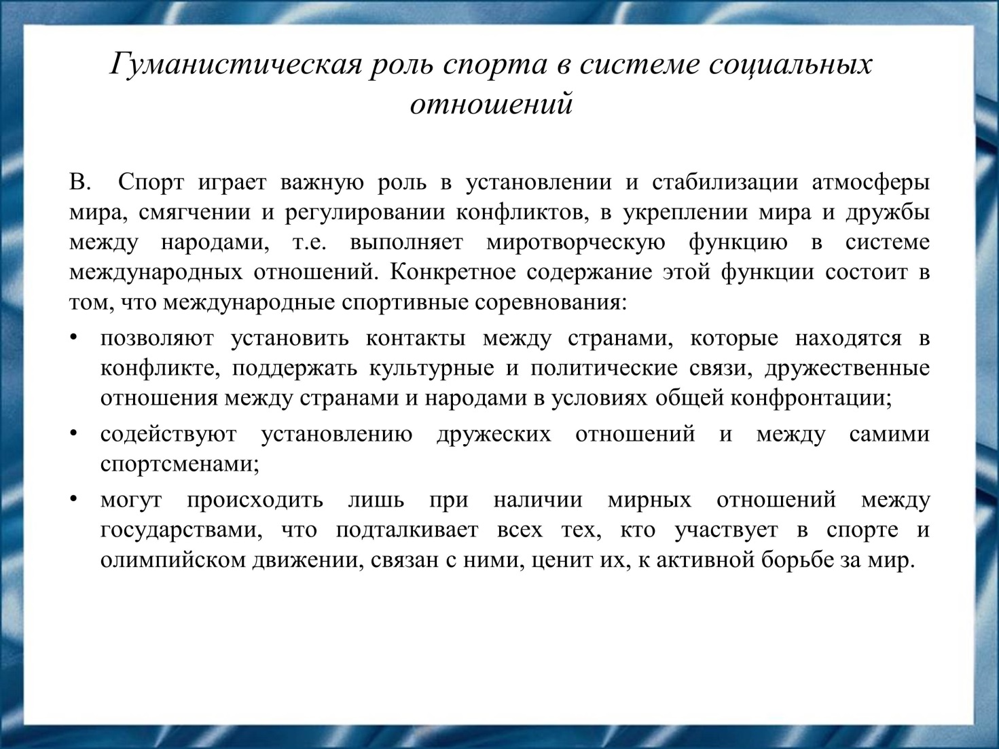 Гуманистическая роль спорта в системе социальных
отношений
В. Спорт играет важную роль в установлении и стабилизации атмосферы
мира, смягчении и регулировании конфликтов, в укреплении мира и дружбы
между народами, т.е. выполняет миротворческую функцию в системе
международных отношений. Конкретное содержание этой функции состоит в
том, что международные спортивные соревнования:
• позволяют установить контакты между странами, которые находятся в
конфликте, поддержать культурные и политические связи, дружественные
отношения между странами и народами в условиях общей конфронтации;
• содействуют установлению дружеских отношений и между самими
спортсменами;
• могут происходить лишь при наличии мирных отношений между
государствами, что подталкивает всех тех, кто участвует в спорте и
олимпийском движении, связан с ними, ценит их, к активной борьбе за мир.